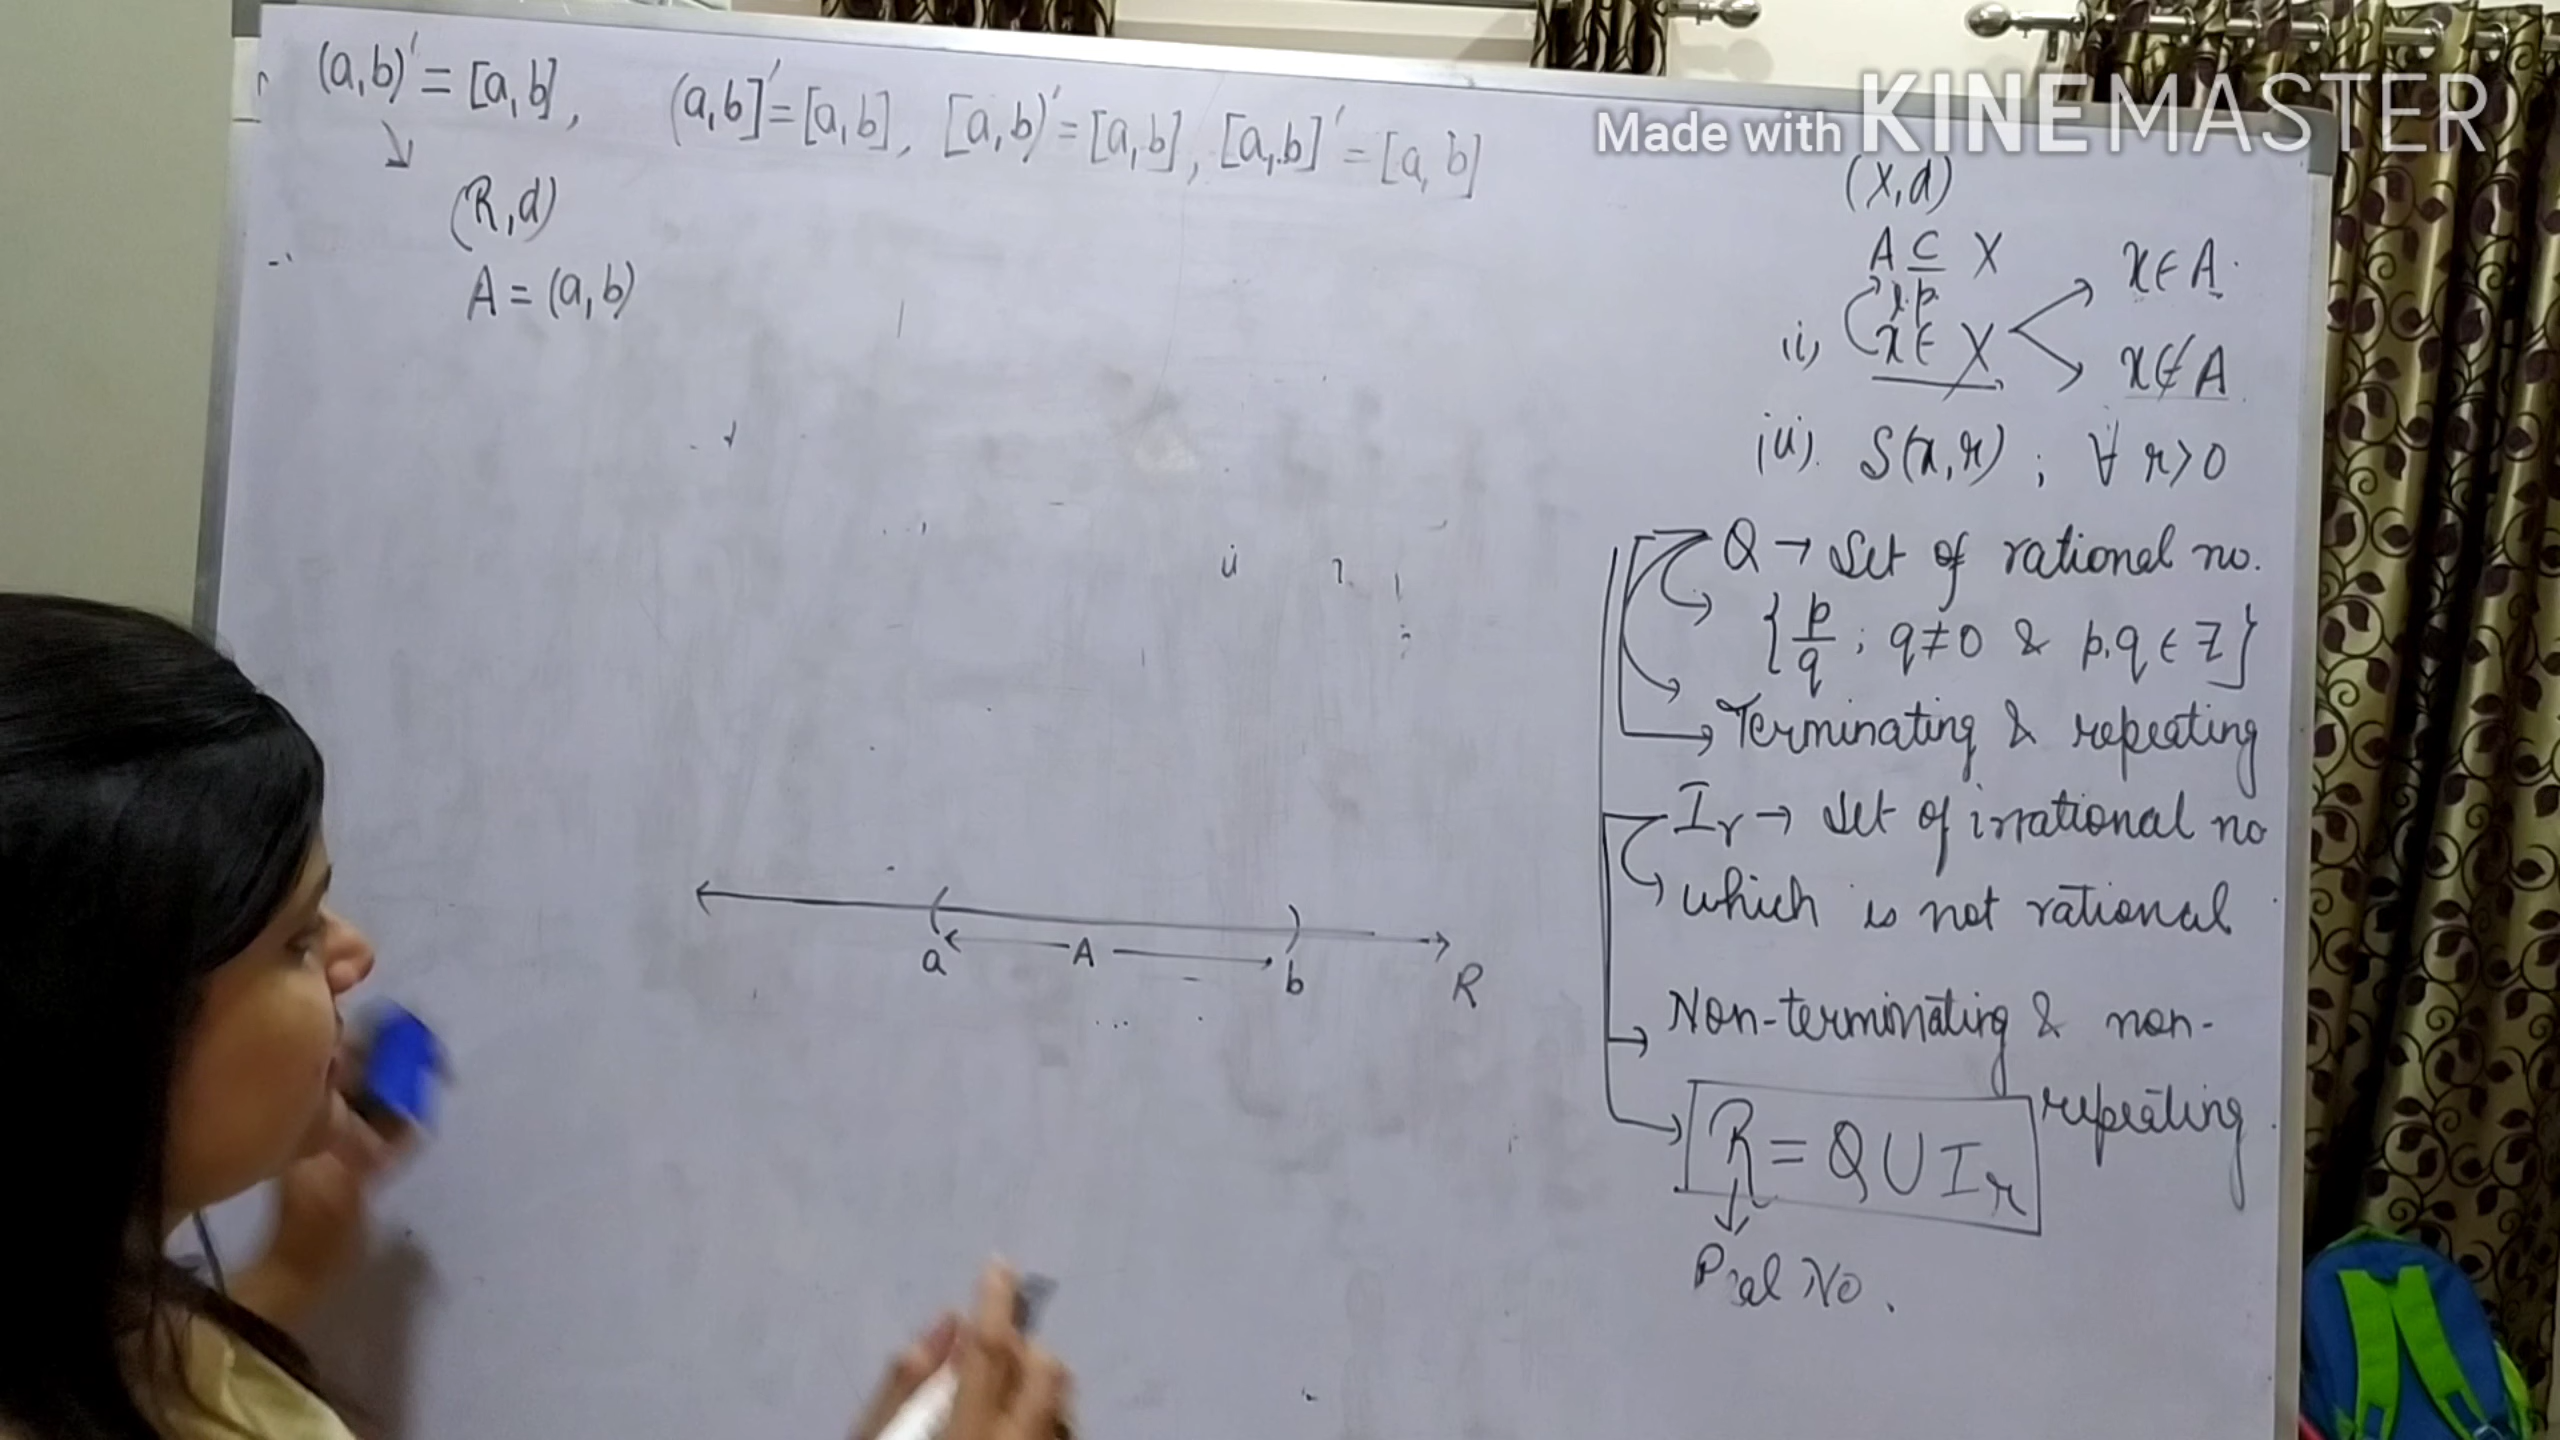 (a,b)' = [a,b], (a,b]' = [a,b], [a,b)' = [a,b], [a,b]' = [a,b]
(R,d)
A = (a,b)
a A b
R
Made with KINEMASTER
(X,d)
A ⊆ X
l.p.
(i) x ∈ X
x ∈ A.
x ∉ A
(ii). S(x,r) ; ∀ r>0
Q → Set of rational no.
{p/q ; q≠0 & p,q ∈ Z}
Terminating & repeating
Ir → Set of irrational no
which is not rational
Non-terminating & non-
repeating.
R = Q U Ir
Real No.